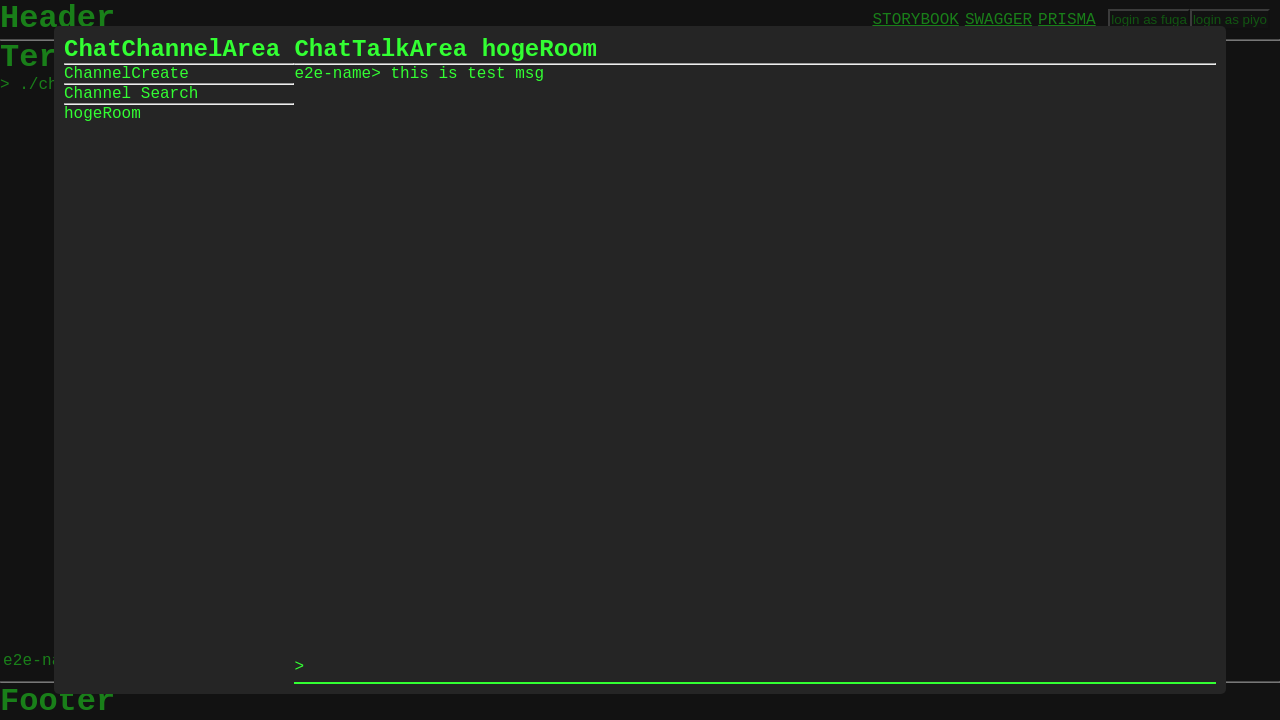 Header
STORYBOOK SWAGGER PRISMA login as fuga login as piyo
Ter
> ./ch
ChatChannelArea
ChannelCreate
Channel Search
hogeRoom
ChatTalkArea hogeRoom
e2e-name> this is test msg
>
e2e-na
Footer